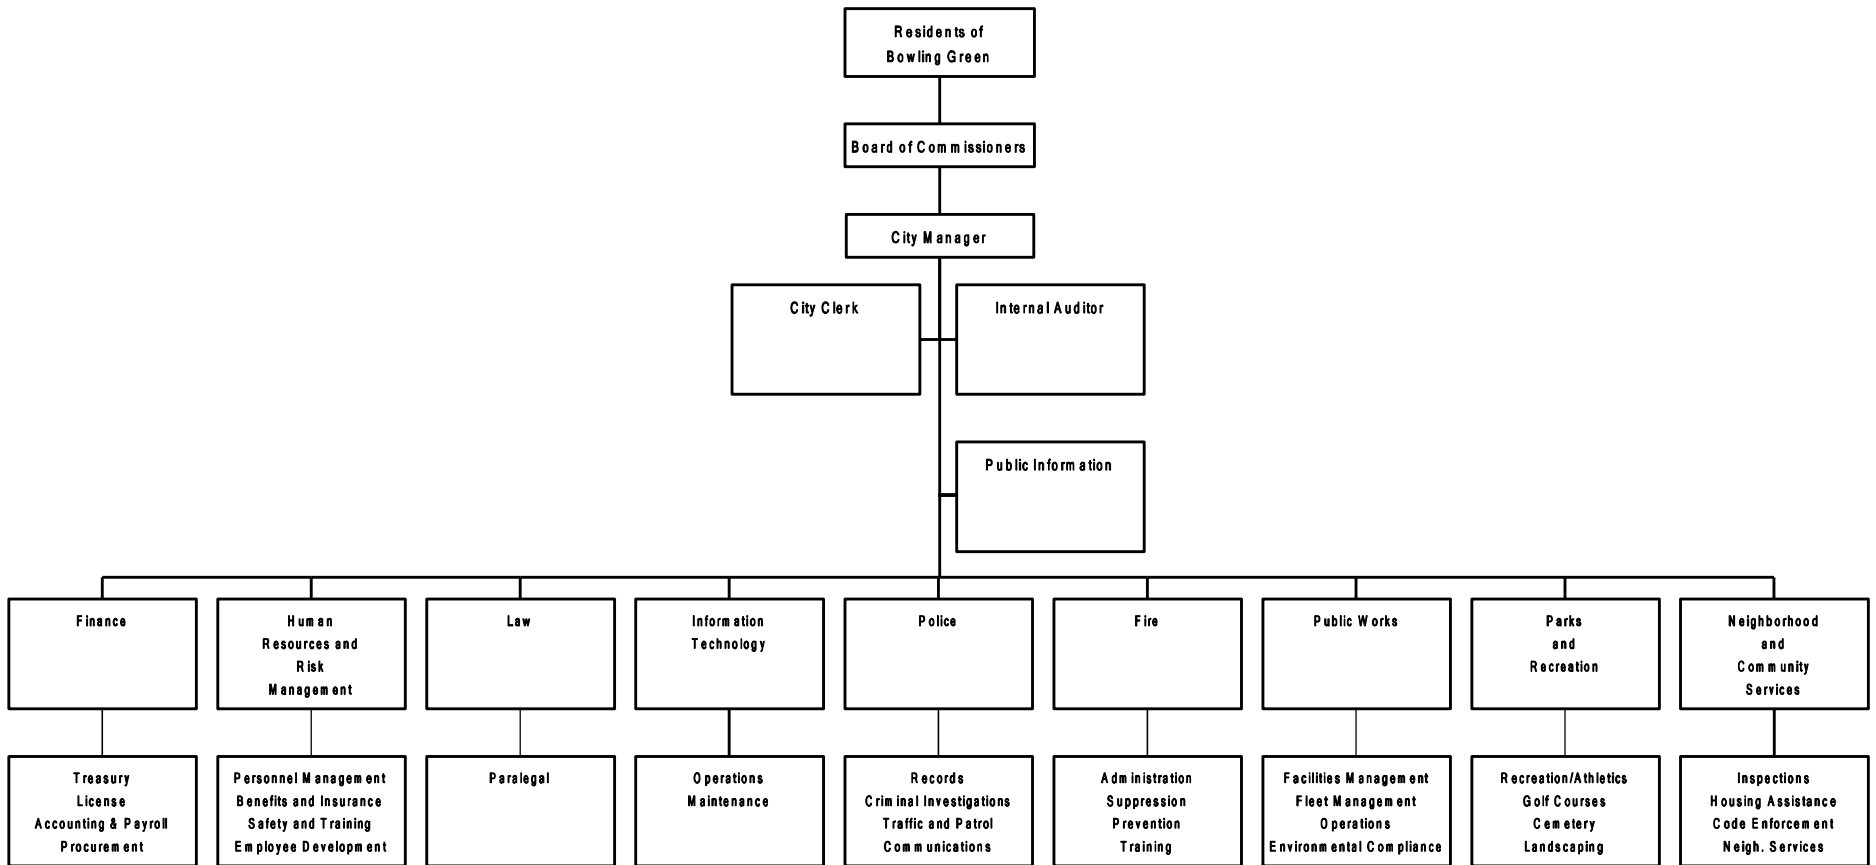 Residents of
Bowling Green
Board of Commissioners
City Manager
City Clerk
Internal Auditor
Public Information
Finance
Human
Resources and
Risk
Management
Law
Information
Technology
Police
Fire
Public Works
Parks
and
Recreation
Neighborhood
and
Community
Services
Treasury
License
Accounting & Payroll
Procurement
Personnel Management
Benefits and Insurance
Safety and Training
Employee Development
Paralegal
Operations
Maintenance
Records
Criminal Investigations
Traffic and Patrol
Communications
Administration
Suppression
Prevention
Training
Facilities Management
Fleet Management
Operations
Environmental Compliance
Recreation/Athletics
Golf Courses
Cemetery
Landscaping
Inspections
Housing Assistance
Code Enforcement
Neigh. Services